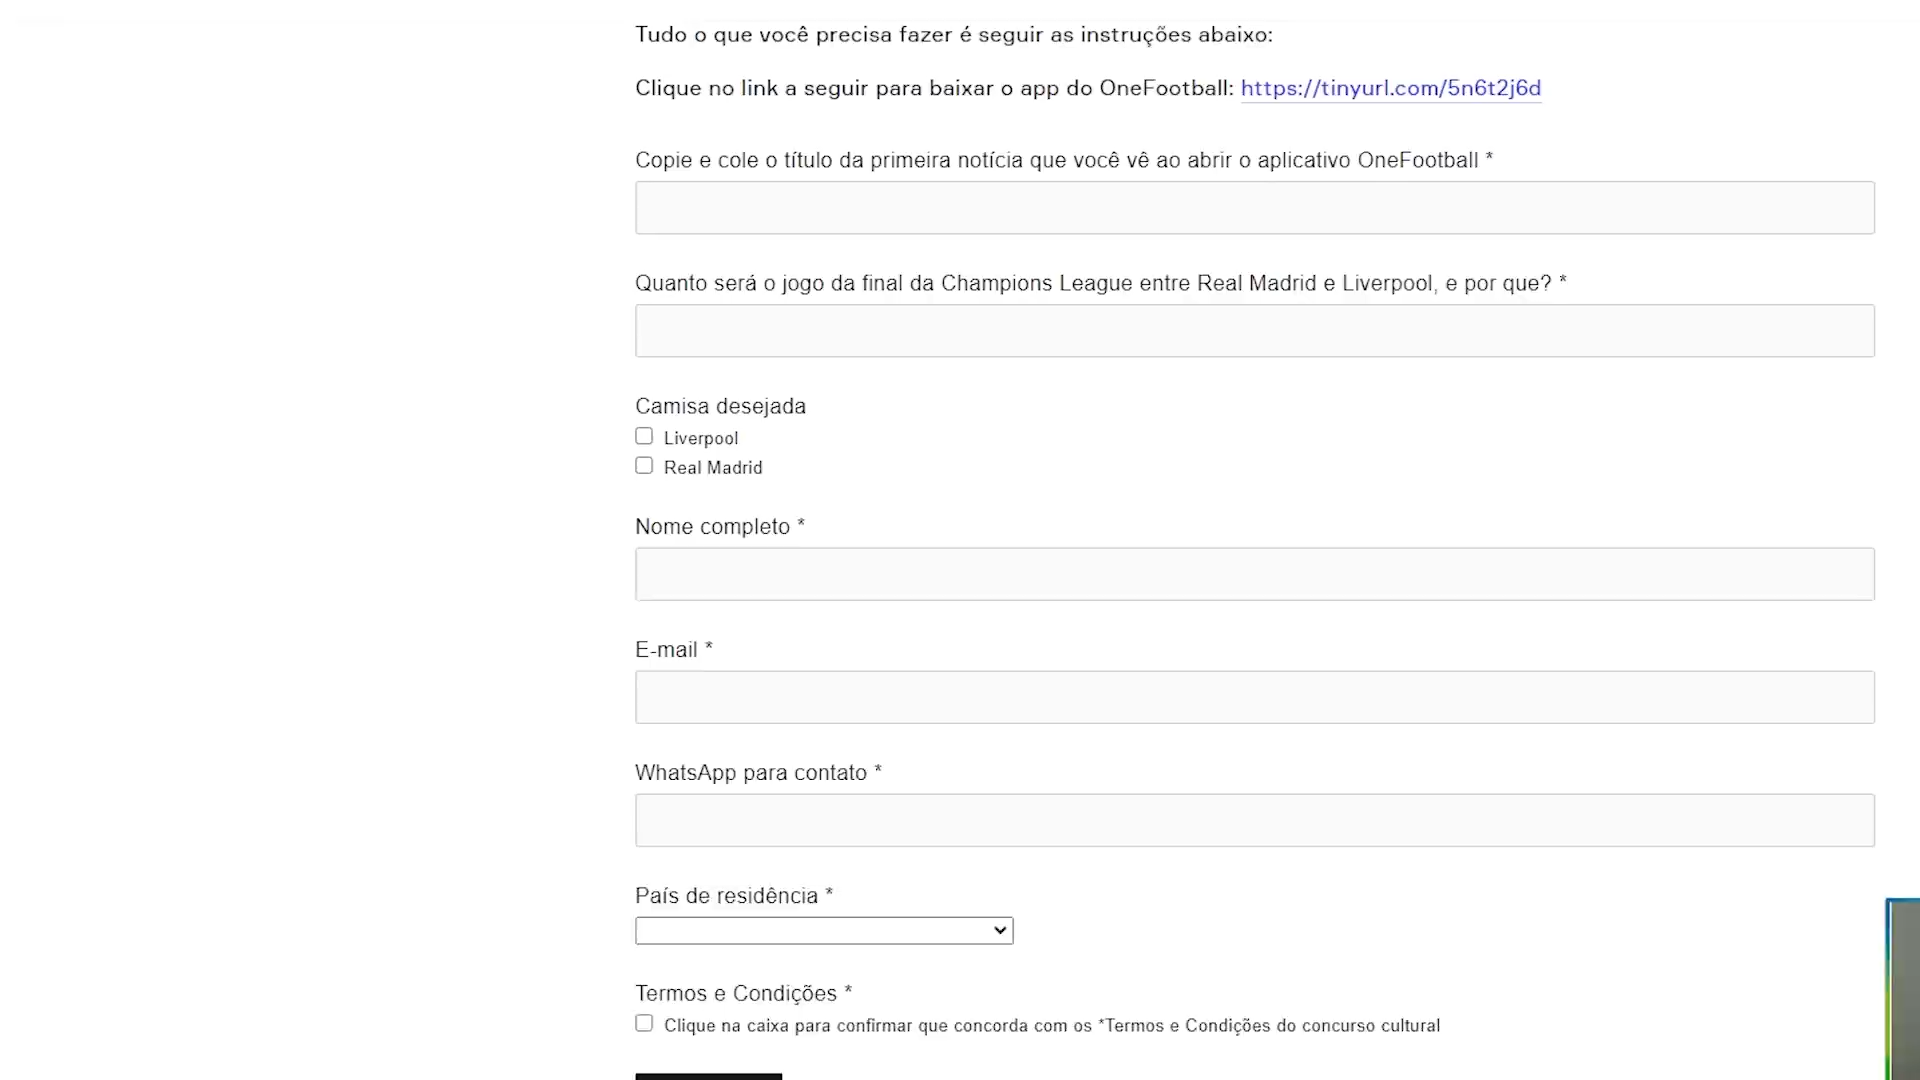 Tudo o que você precisa fazer é seguir as instruções abaixo:
Clique no link a seguir para baixar o app do OneFootball: https://tinyurl.com/5n6t2j6d
Copie e cole o título da primeira notícia que você vê ao abrir o aplicativo OneFootball *
Quanto será o jogo da final da Champions League entre Real Madrid e Liverpool, e por que? *
Camisa desejada
Liverpool
Real Madrid
Nome completo *
E-mail *
WhatsApp para contato *
País de residência *
Termos e Condições *
Clique na caixa para confirmar que concorda com os *Termos e Condições do concurso cultural